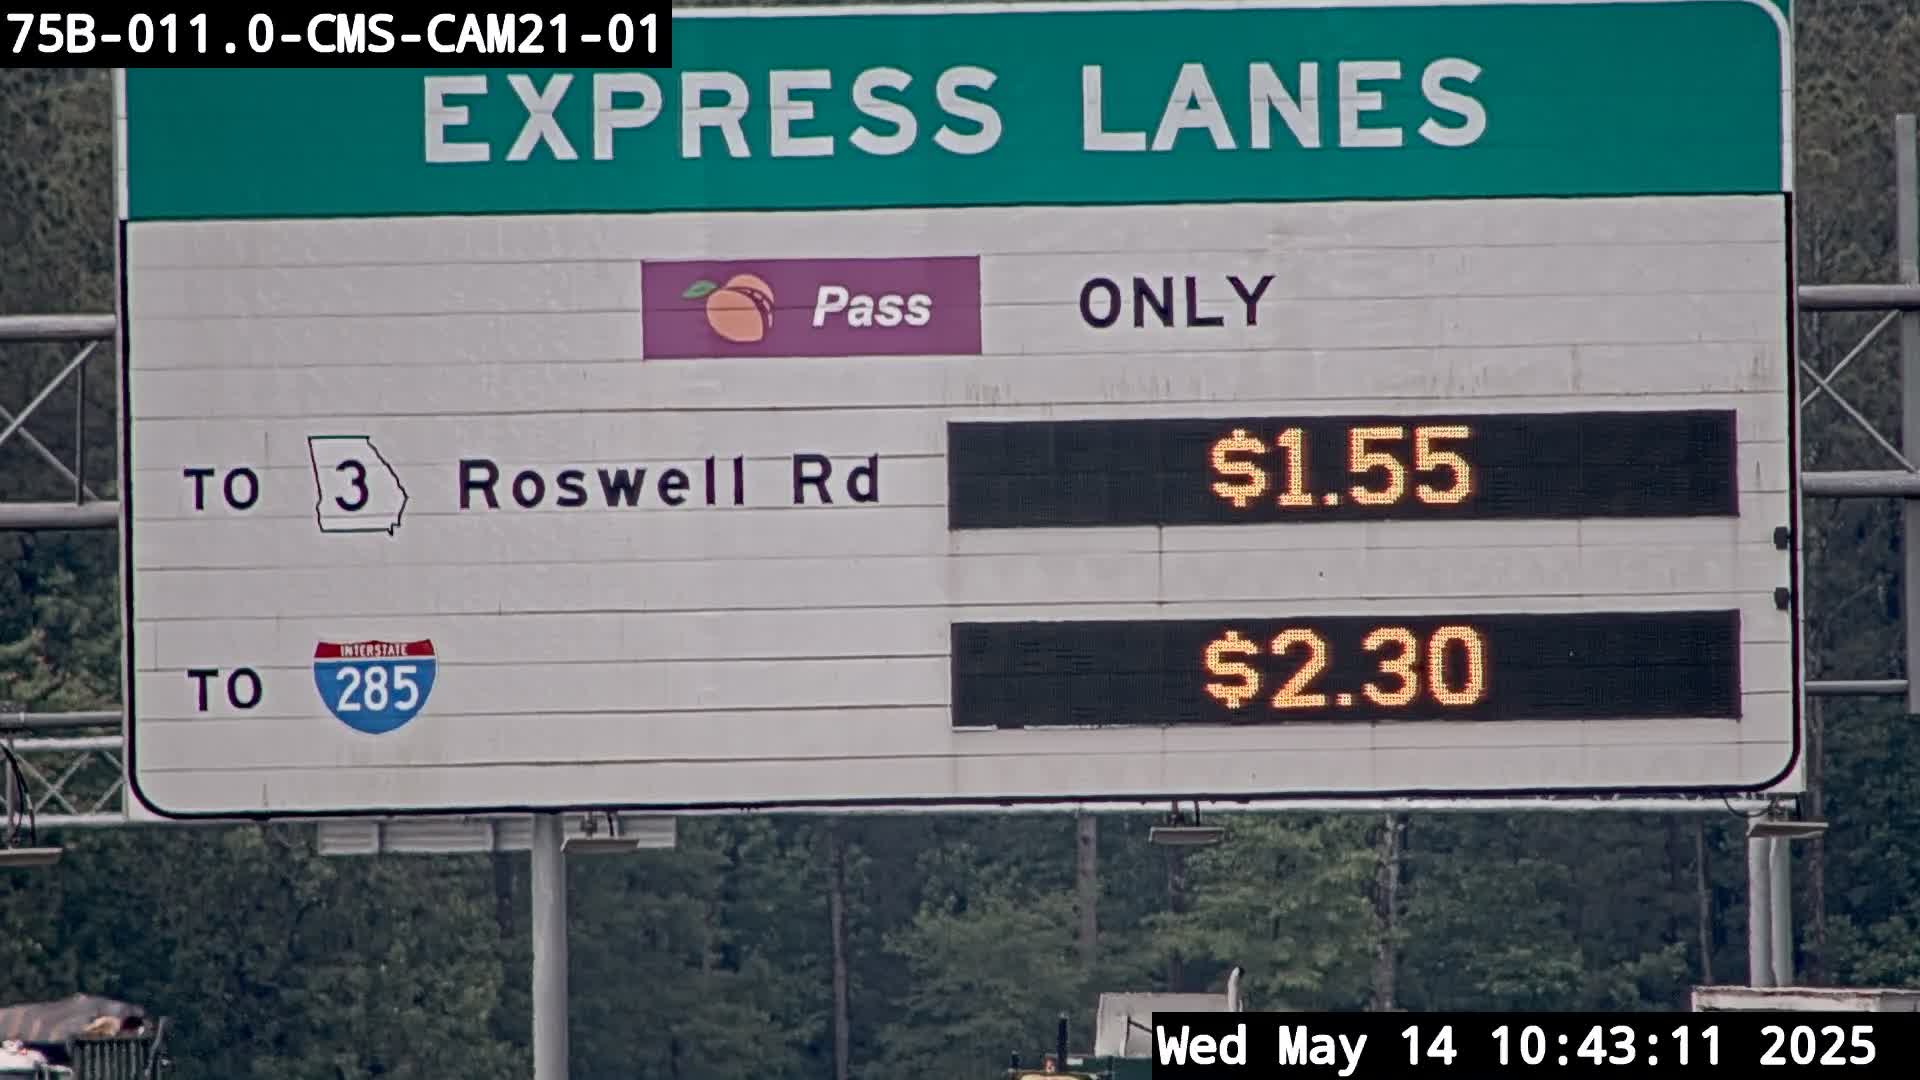 75B-011.0-CMS-CAM21-01
EXPRESS LANES
Pass ONLY
TO 3 Roswell Rd $1.55
TO INTERSTATE 285 $2.30
Wed May 14 10:43:11 2025